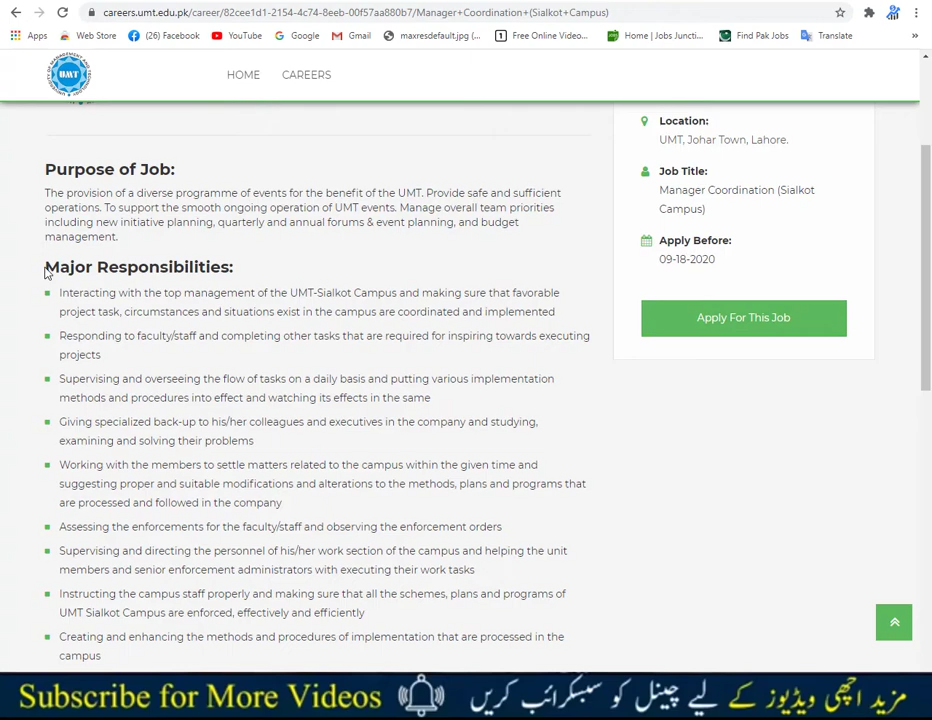 careers.umt.edu.pk/career/82cee1d1-2154-4c74-8eeb-00f57aa880b7/Manager+Coordination+(Sialkot+Campus)
Apps Web Store (26) Facebook YouTube Google Gmail maxresdefault.jpg (... 1 Free Online Video... Home | Jobs Juncti... Find Pak Jobs Translate »
UMT HOME CAREERS
Purpose of Job:
The provision of a diverse programme of events for the benefit of the UMT. Provide safe and sufficient
operations. To support the smooth ongoing operation of UMT events. Manage overall team priorities
including new initiative planning, quarterly and annual forums & event planning, and budget
management.
Major Responsibilities:
Interacting with the top management of the UMT-Sialkot Campus and making sure that favorable
project task, circumstances and situations exist in the campus are coordinated and implemented
Responding to faculty/staff and completing other tasks that are required for inspiring towards executing
projects
Supervising and overseeing the flow of tasks on a daily basis and putting various implementation
methods and procedures into effect and watching its effects in the same
Giving specialized back-up to his/her colleagues and executives in the company and studying,
examining and solving their problems
Working with the members to settle matters related to the campus within the given time and
suggesting proper and suitable modifications and alterations to the methods, plans and programs that
are processed and followed in the company
Assessing the enforcements for the faculty/staff and observing the enforcement orders
Supervising and directing the personnel of his/her work section of the campus and helping the unit
members and senior enforcement administrators with executing their work tasks
Instructing the campus staff properly and making sure that all the schemes, plans and programs of
UMT Sialkot Campus are enforced, effectively and efficiently
Creating and enhancing the methods and procedures of implementation that are processed in the
campus
Location:
UMT, Johar Town, Lahore.
Job Title:
Manager Coordination (Sialkot
Campus)
Apply Before:
09-18-2020
Apply For This Job
Subscribe for More Videos مزید اچھی ویڈیوز کے لیے چینل کو سبسکرائب کریں